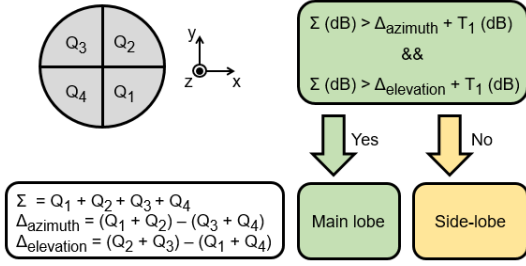 Q₃ Q₂
Q₄ Q₁
y
z x
Σ (dB) > Δazimuth + T₁ (dB)
&&
Σ (dB) > Δelevation + T₁ (dB)
Yes No
Σ = Q₁ + Q₂ + Q₃ + Q₄
Δazimuth = (Q₁ + Q₂) – (Q₃ + Q₄)
Δelevation = (Q₂ + Q₃) – (Q₁ + Q₄)
Main lobe
Side-lobe